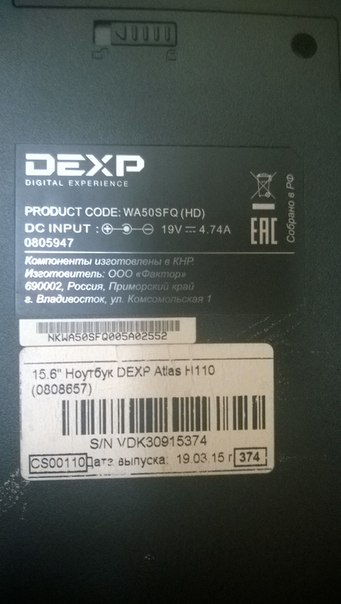 DEXP
DIGITAL EXPERIENCE
PRODUCT CODE: WA50SFQ (HD)
DC INPUT : 19V 4.74A
0805947
EAC
Собрано в РФ
Компоненты изготовлены в КНР.
Изготовитель: ООО «Фактор»
690002, Россия, Приморский край
г. Владивосток, ул. Комсомольская 1
NKWA50SFQ005A02552
15.6" Ноутбук DEXP Atlas H110
(0808657)
S/N VDK30915374
CS00110 Дата выпуска: 19.03.15 г 374